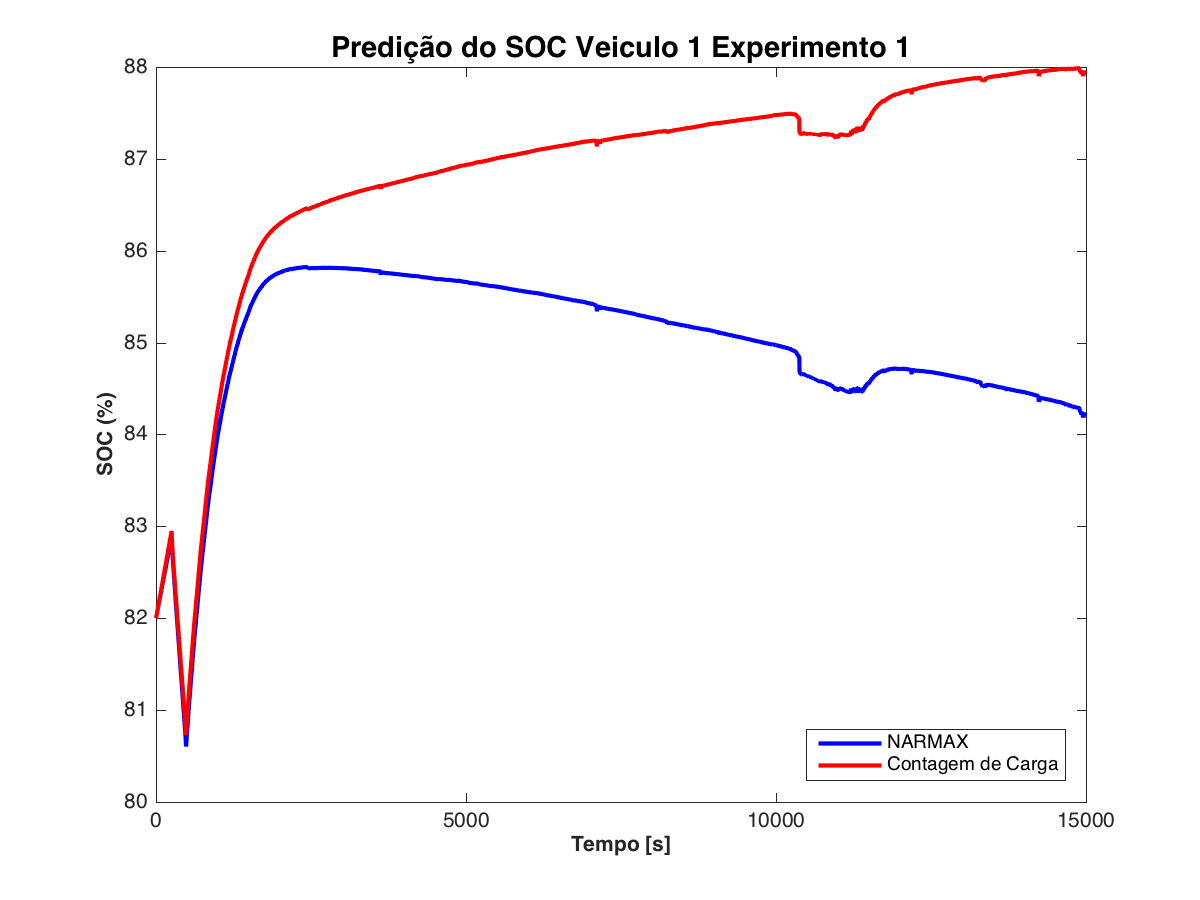 Predição do SOC Veiculo 1 Experimento 1
88
87
86
85
84
83
82
81
80
SOC (%)
NARMAX
Contagem de Carga
0 5000 10000 15000
Tempo [s]